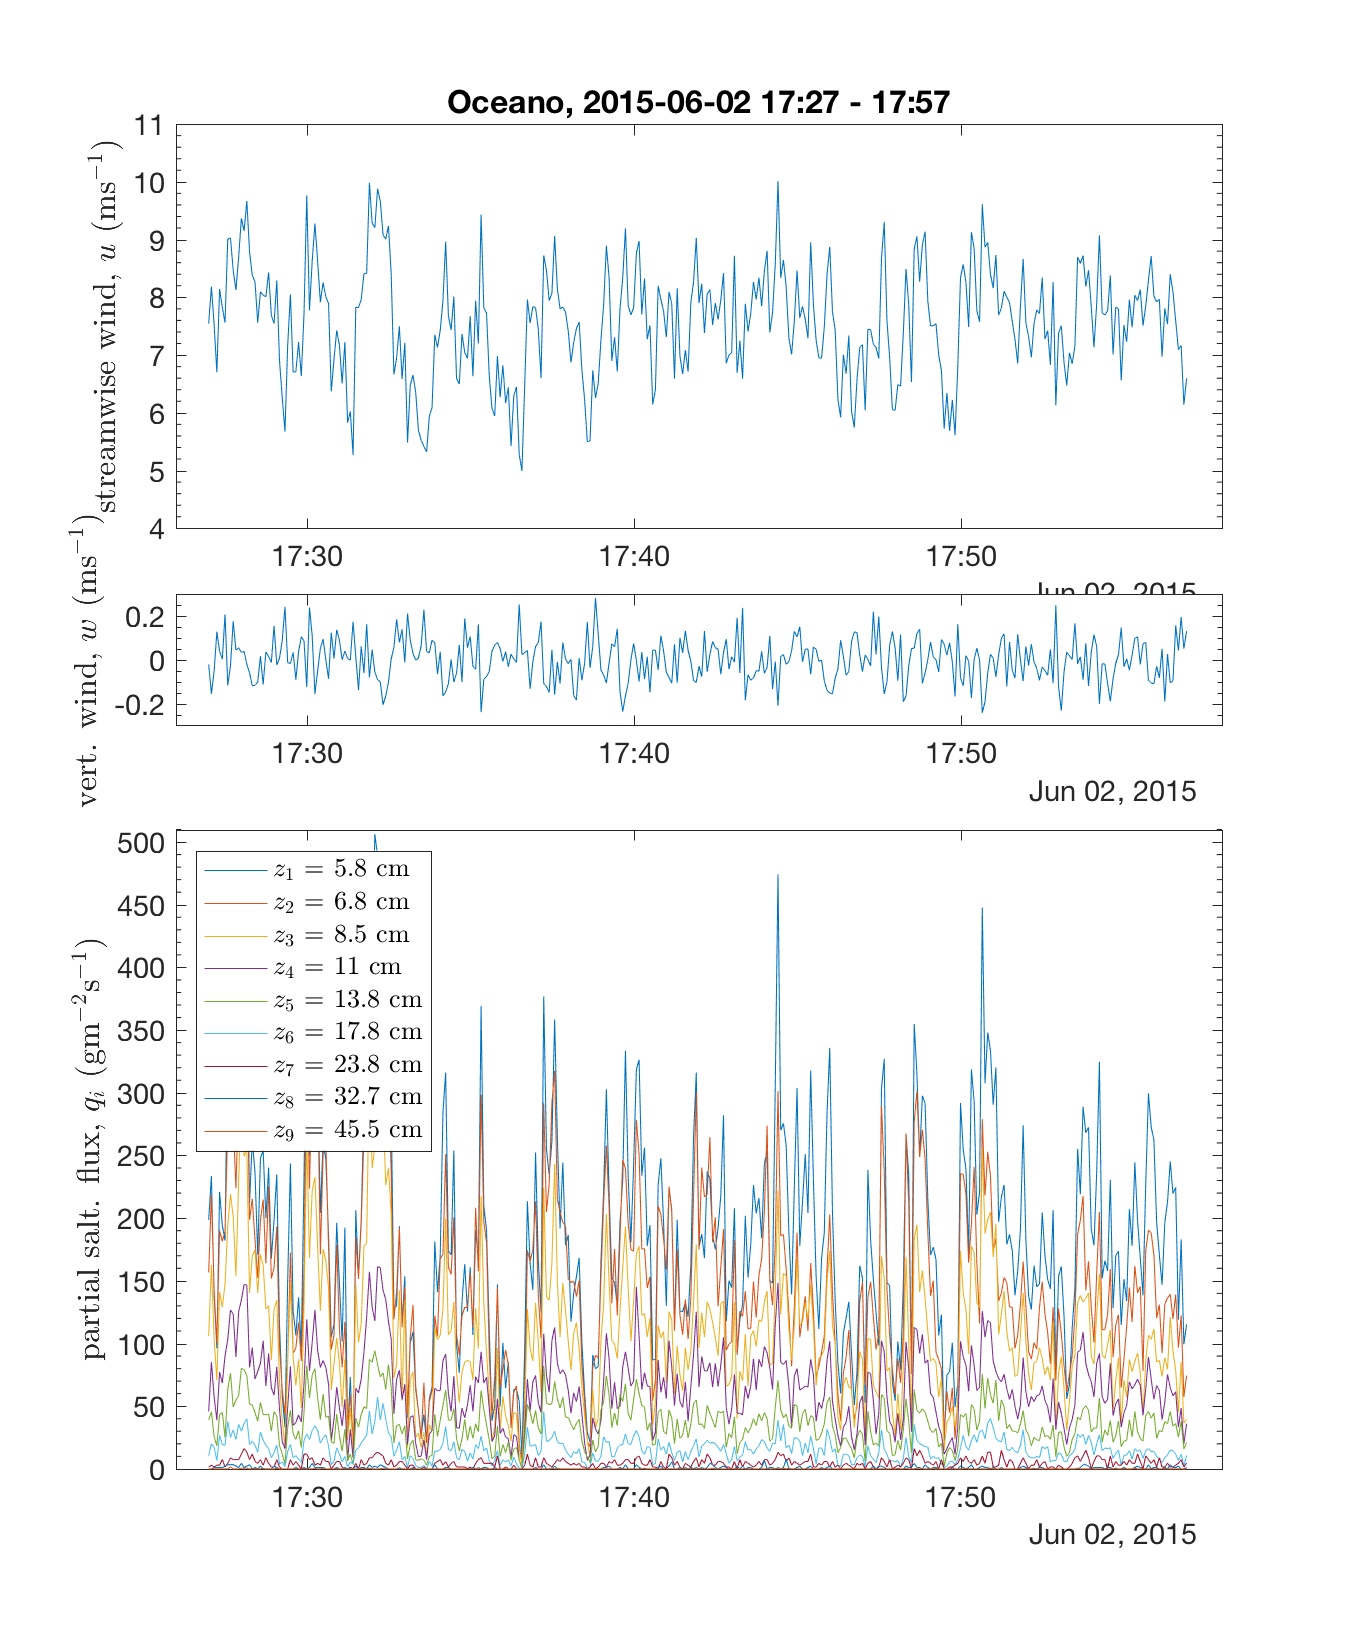 Oceano, 2015-06-02 17:27 - 17:57
streamwise wind, u (ms⁻¹)
11
10
9
8
7
6
5
4
17:30 17:40 17:50
Jun 02, 2015
vert. wind, w (ms⁻¹)
0.2
0
-0.2
17:30 17:40 17:50
Jun 02, 2015
partial salt. flux, qᵢ (gm⁻²s⁻¹)
500
450
400
350
300
250
200
150
100
50
0
z₁ = 5.8 cm
z₂ = 6.8 cm
z₃ = 8.5 cm
z₄ = 11 cm
z₅ = 13.8 cm
z₆ = 17.8 cm
z₇ = 23.8 cm
z₈ = 32.7 cm
z₉ = 45.5 cm
17:30 17:40 17:50
Jun 02, 2015